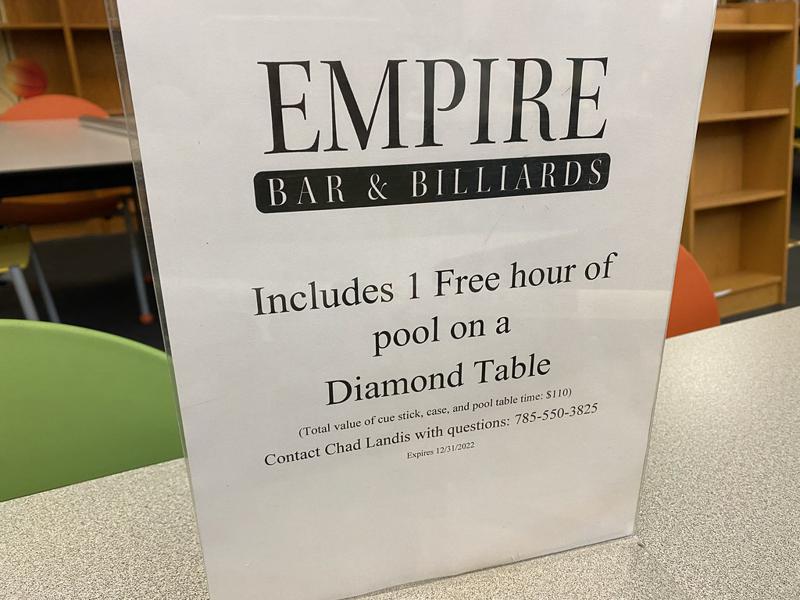 EMPIRE
BAR & BILLIARDS
Includes 1 Free hour of
pool on a
Diamond Table
(Total value of cue stick, case, and pool table time: $110)
Contact Chad Landis with questions: 785-550-3825
Expires 12/31/2022